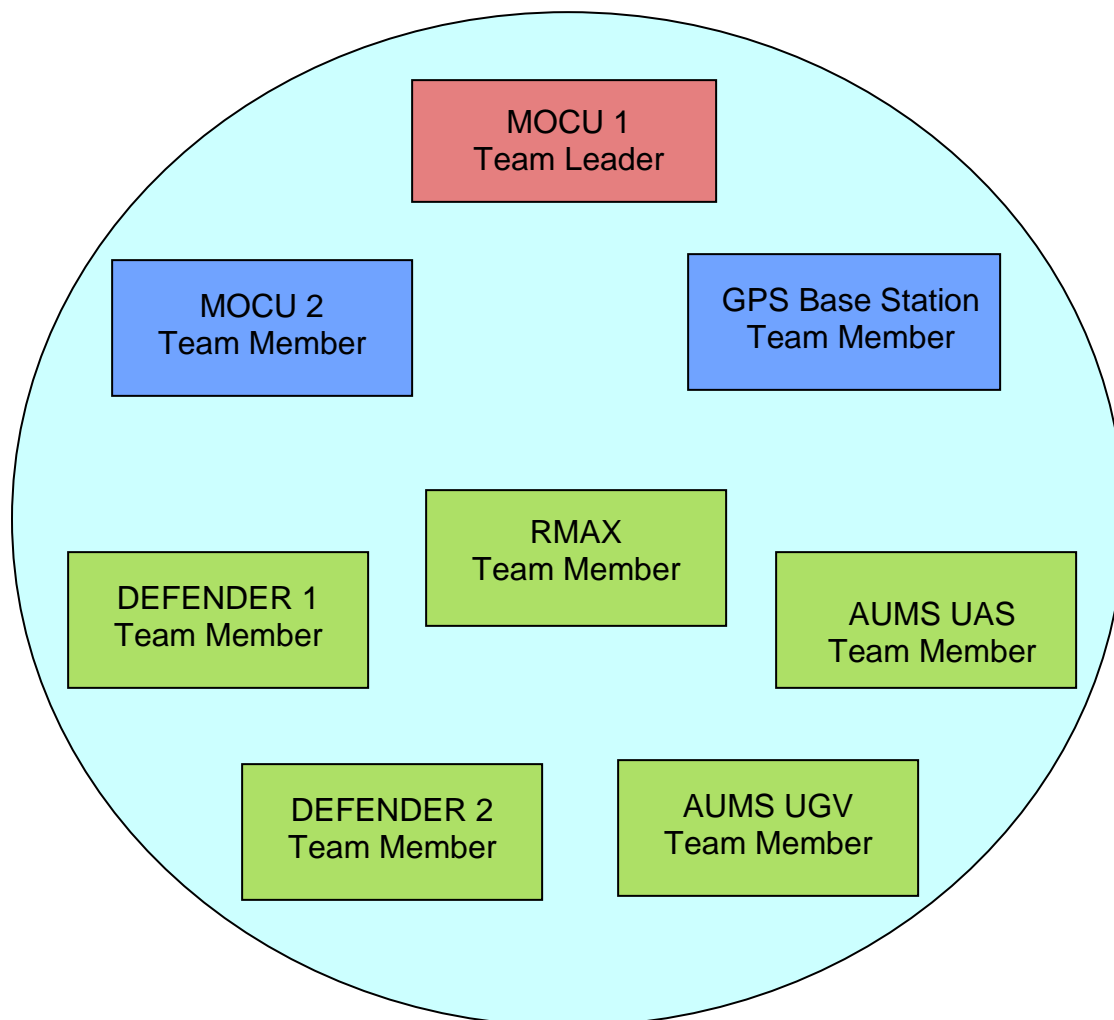 MOCU 1
Team Leader
MOCU 2
Team Member
GPS Base Station
Team Member
RMAX
Team Member
DEFENDER 1
Team Member
AUMS UAS
Team Member
DEFENDER 2
Team Member
AUMS UGV
Team Member